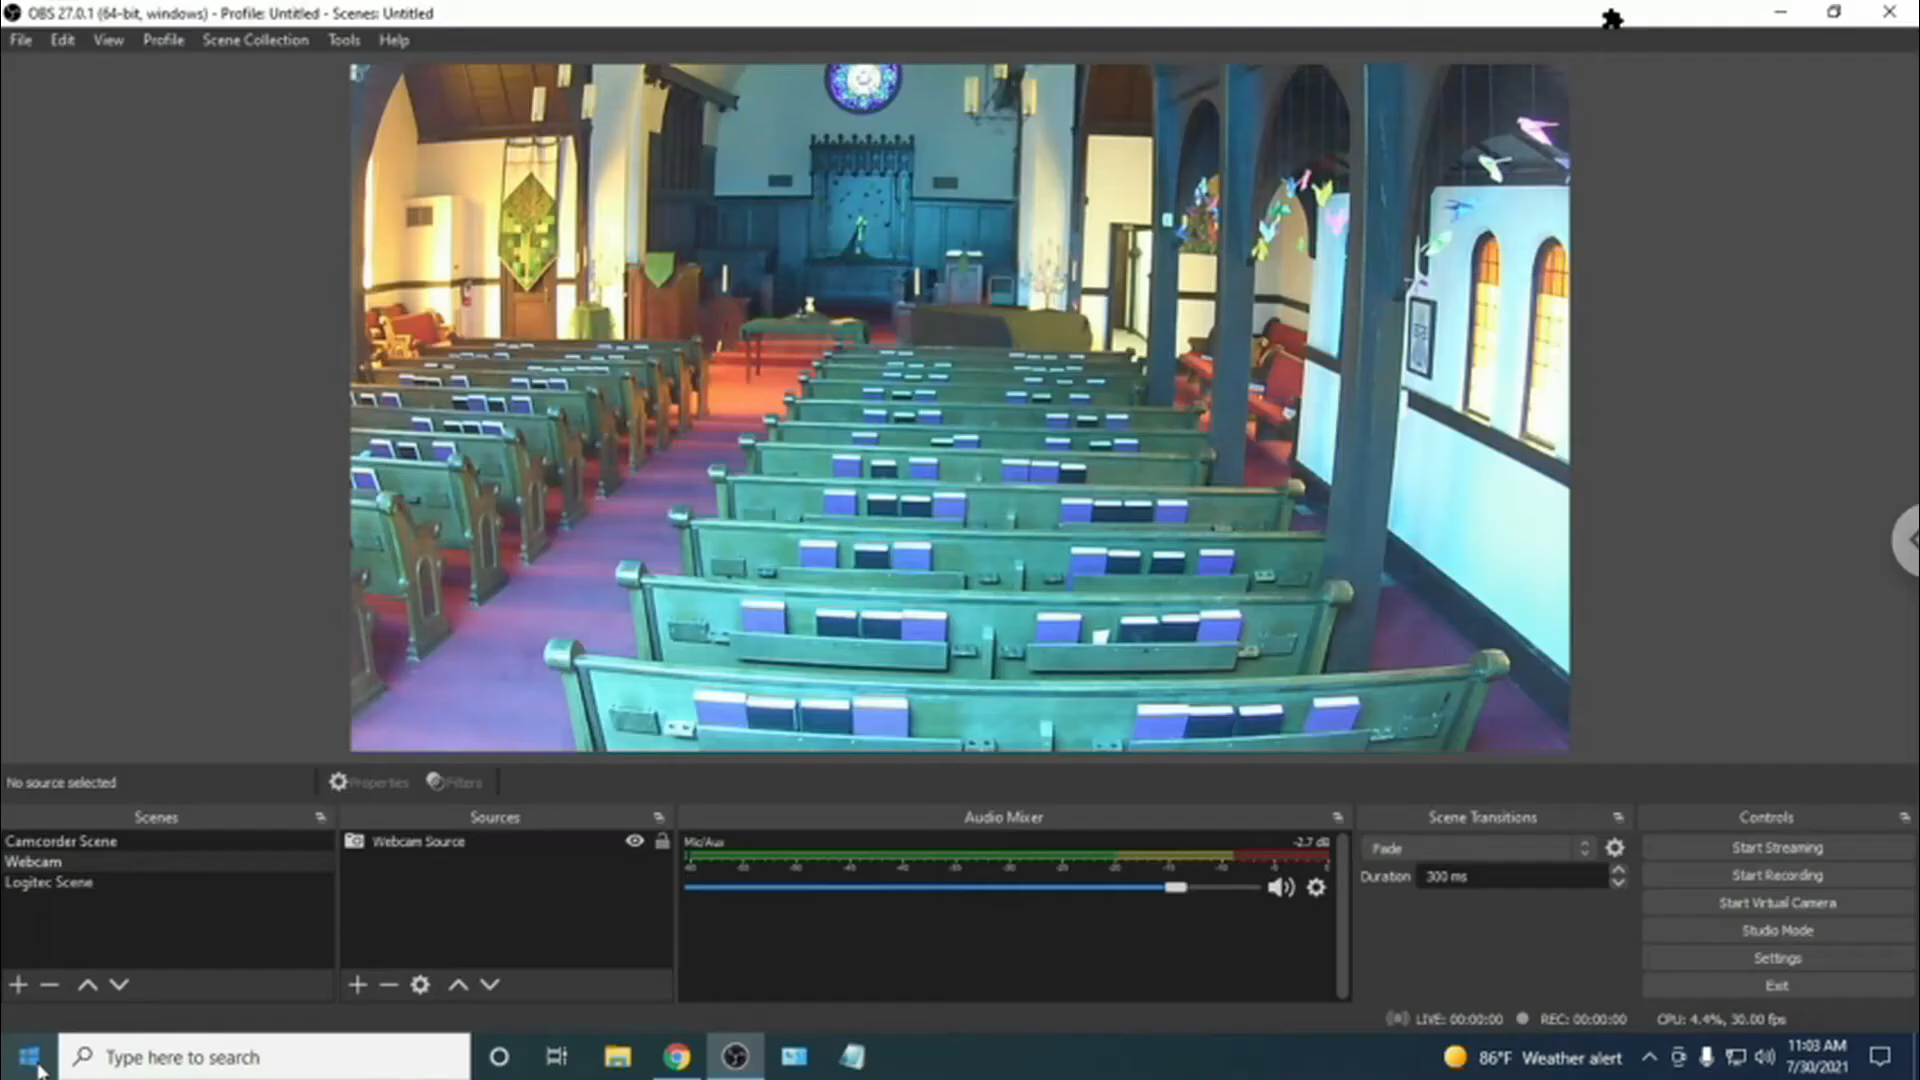 OBS 27.0.1 (64-bit, windows) - Profile: Untitled - Scenes: Untitled
File Edit View Profile Scene Collection Tools Help
No source selected Properties Filters
Scenes
Camcorder Scene
Webcam
Logitec Scene
Sources
Webcam Source
Audio Mixer
Mic/Aux -2.7 dB
Scene Transitions
Fade
Duration 300 ms
Controls
Start Streaming
Start Recording
Start Virtual Camera
Studio Mode
Settings
Exit
LIVE: 00:00:00 REC: 00:00:00 CPU: 4.4%, 30.00 fps
Type here to search
86°F Weather alert
11:03 AM
7/30/2021